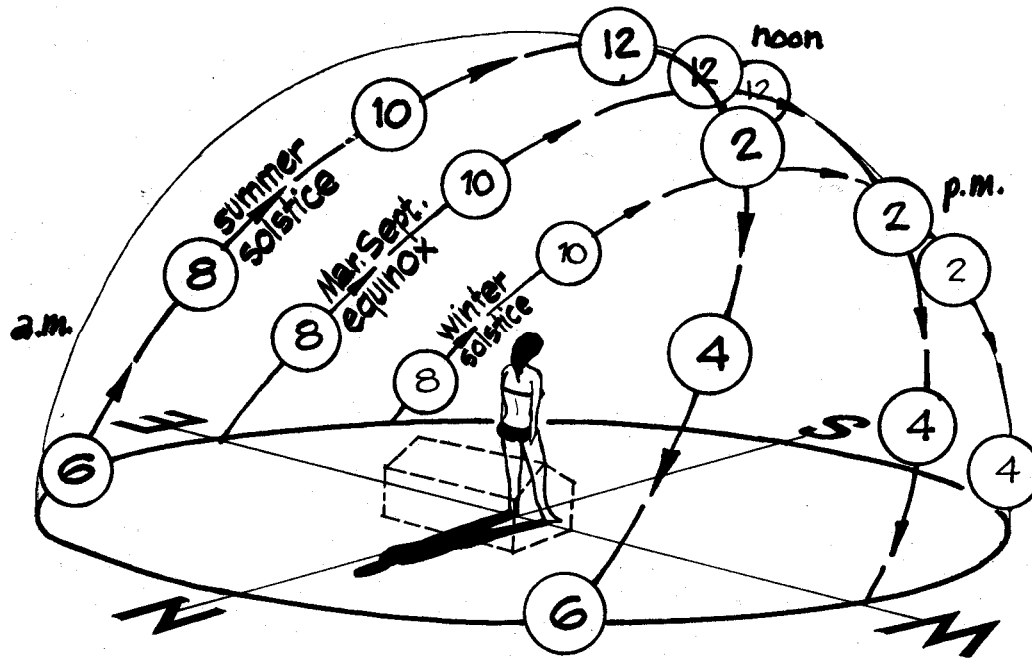 12
noon
12
12
10
2
summer
solstice
10
2
p.m.
8
Mar. Sept.
equinox
10
2
a.m.
8
winter
solstice
4
8
E
S
4
6
4
N
6
W